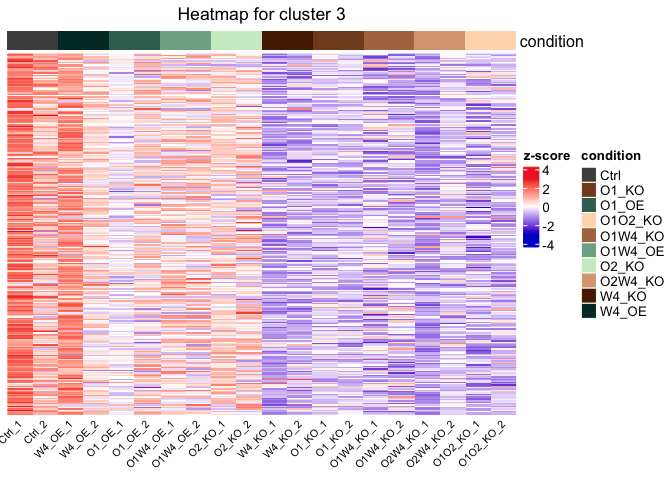 Heatmap for cluster 3
condition
z-score
4
2
0
-2
-4
condition
Ctrl
O1_KO
O1_OE
O1O2_KO
O1W4_KO
O1W4_OE
O2_KO
O2W4_KO
W4_KO
W4_OE
Ctrl_1
Ctrl_2
W4_OE_1
W4_OE_2
O1_OE_1
O1_OE_2
O1W4_OE_1
O1W4_OE_2
O2_KO_1
O2_KO_2
W4_KO_1
W4_KO_2
O1_KO_1
O1_KO_2
O1W4_KO_1
O1W4_KO_2
O2W4_KO_1
O2W4_KO_2
O1O2_KO_1
O1O2_KO_2